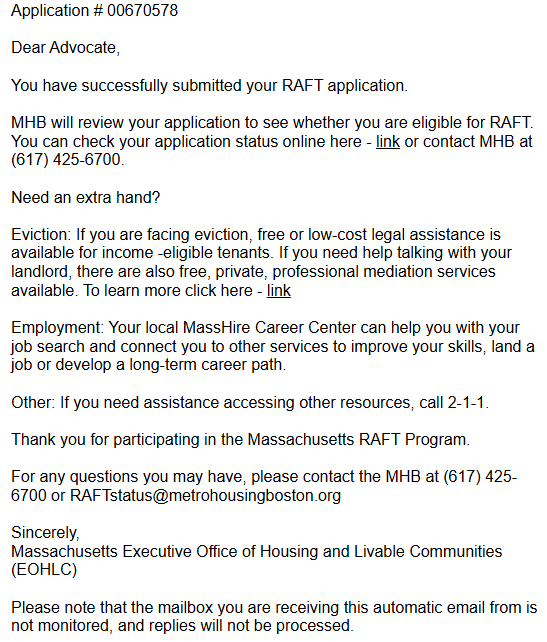 Application # 00670578
Dear Advocate,
You have successfully submitted your RAFT application.
MHB will review your application to see whether you are eligible for RAFT.
You can check your application status online here - link or contact MHB at
(617) 425-6700.
Need an extra hand?
Eviction: If you are facing eviction, free or low-cost legal assistance is
available for income -eligible tenants. If you need help talking with your
landlord, there are also free, private, professional mediation services
available. To learn more click here - link
Employment: Your local MassHire Career Center can help you with your
job search and connect you to other services to improve your skills, land a
job or develop a long-term career path.
Other: If you need assistance accessing other resources, call 2-1-1.
Thank you for participating in the Massachusetts RAFT Program.
For any questions you may have, please contact the MHB at (617) 425-
6700 or RAFTstatus@metrohousingboston.org
Sincerely,
Massachusetts Executive Office of Housing and Livable Communities
(EOHLC)
Please note that the mailbox you are receiving this automatic email from is
not monitored, and replies will not be processed.